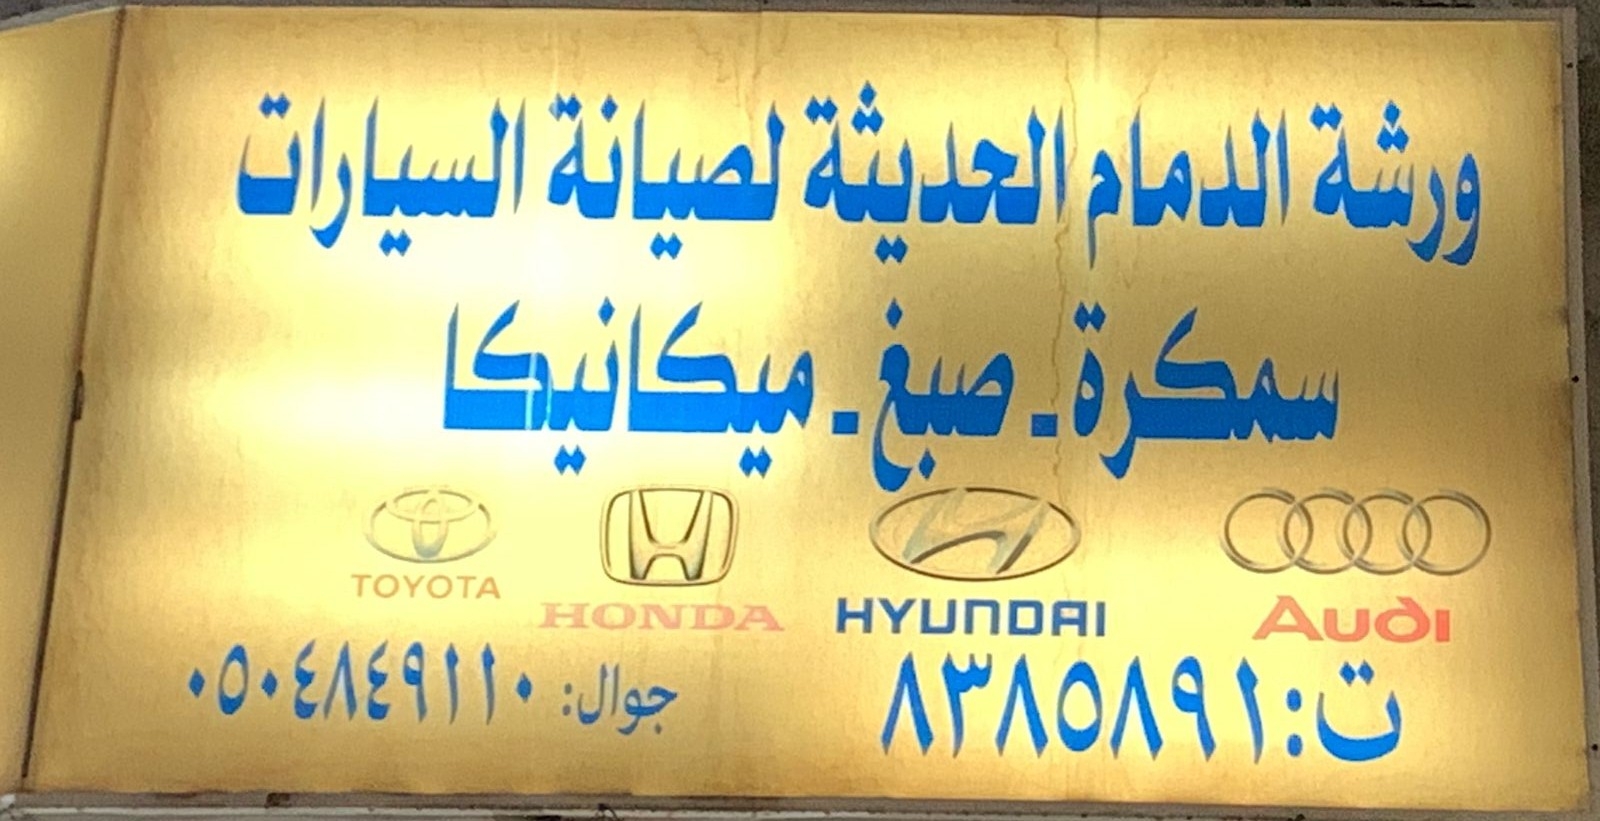 ورشة الدمام الحديثة لصيانة السيارات
سمكرة - صبغ - ميكانيكا
TOYOTA HONDA HYUNDAI Audi
ت: ٨٣٨٥٨٩١ جوال: ٠٥٠٤٨٤٩١١٠